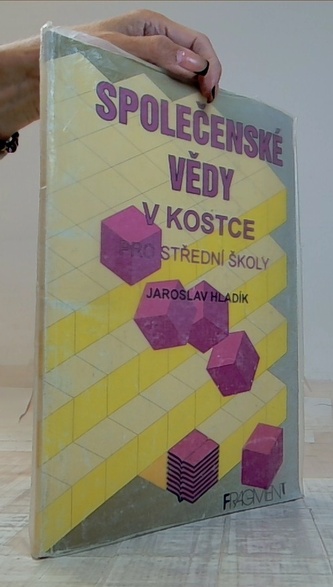 SPOLEČENSKÉ
VĚDY
V KOSTCE
PRO STŘEDNÍ ŠKOLY
JAROSLAV HLADÍK
FRAGMENT